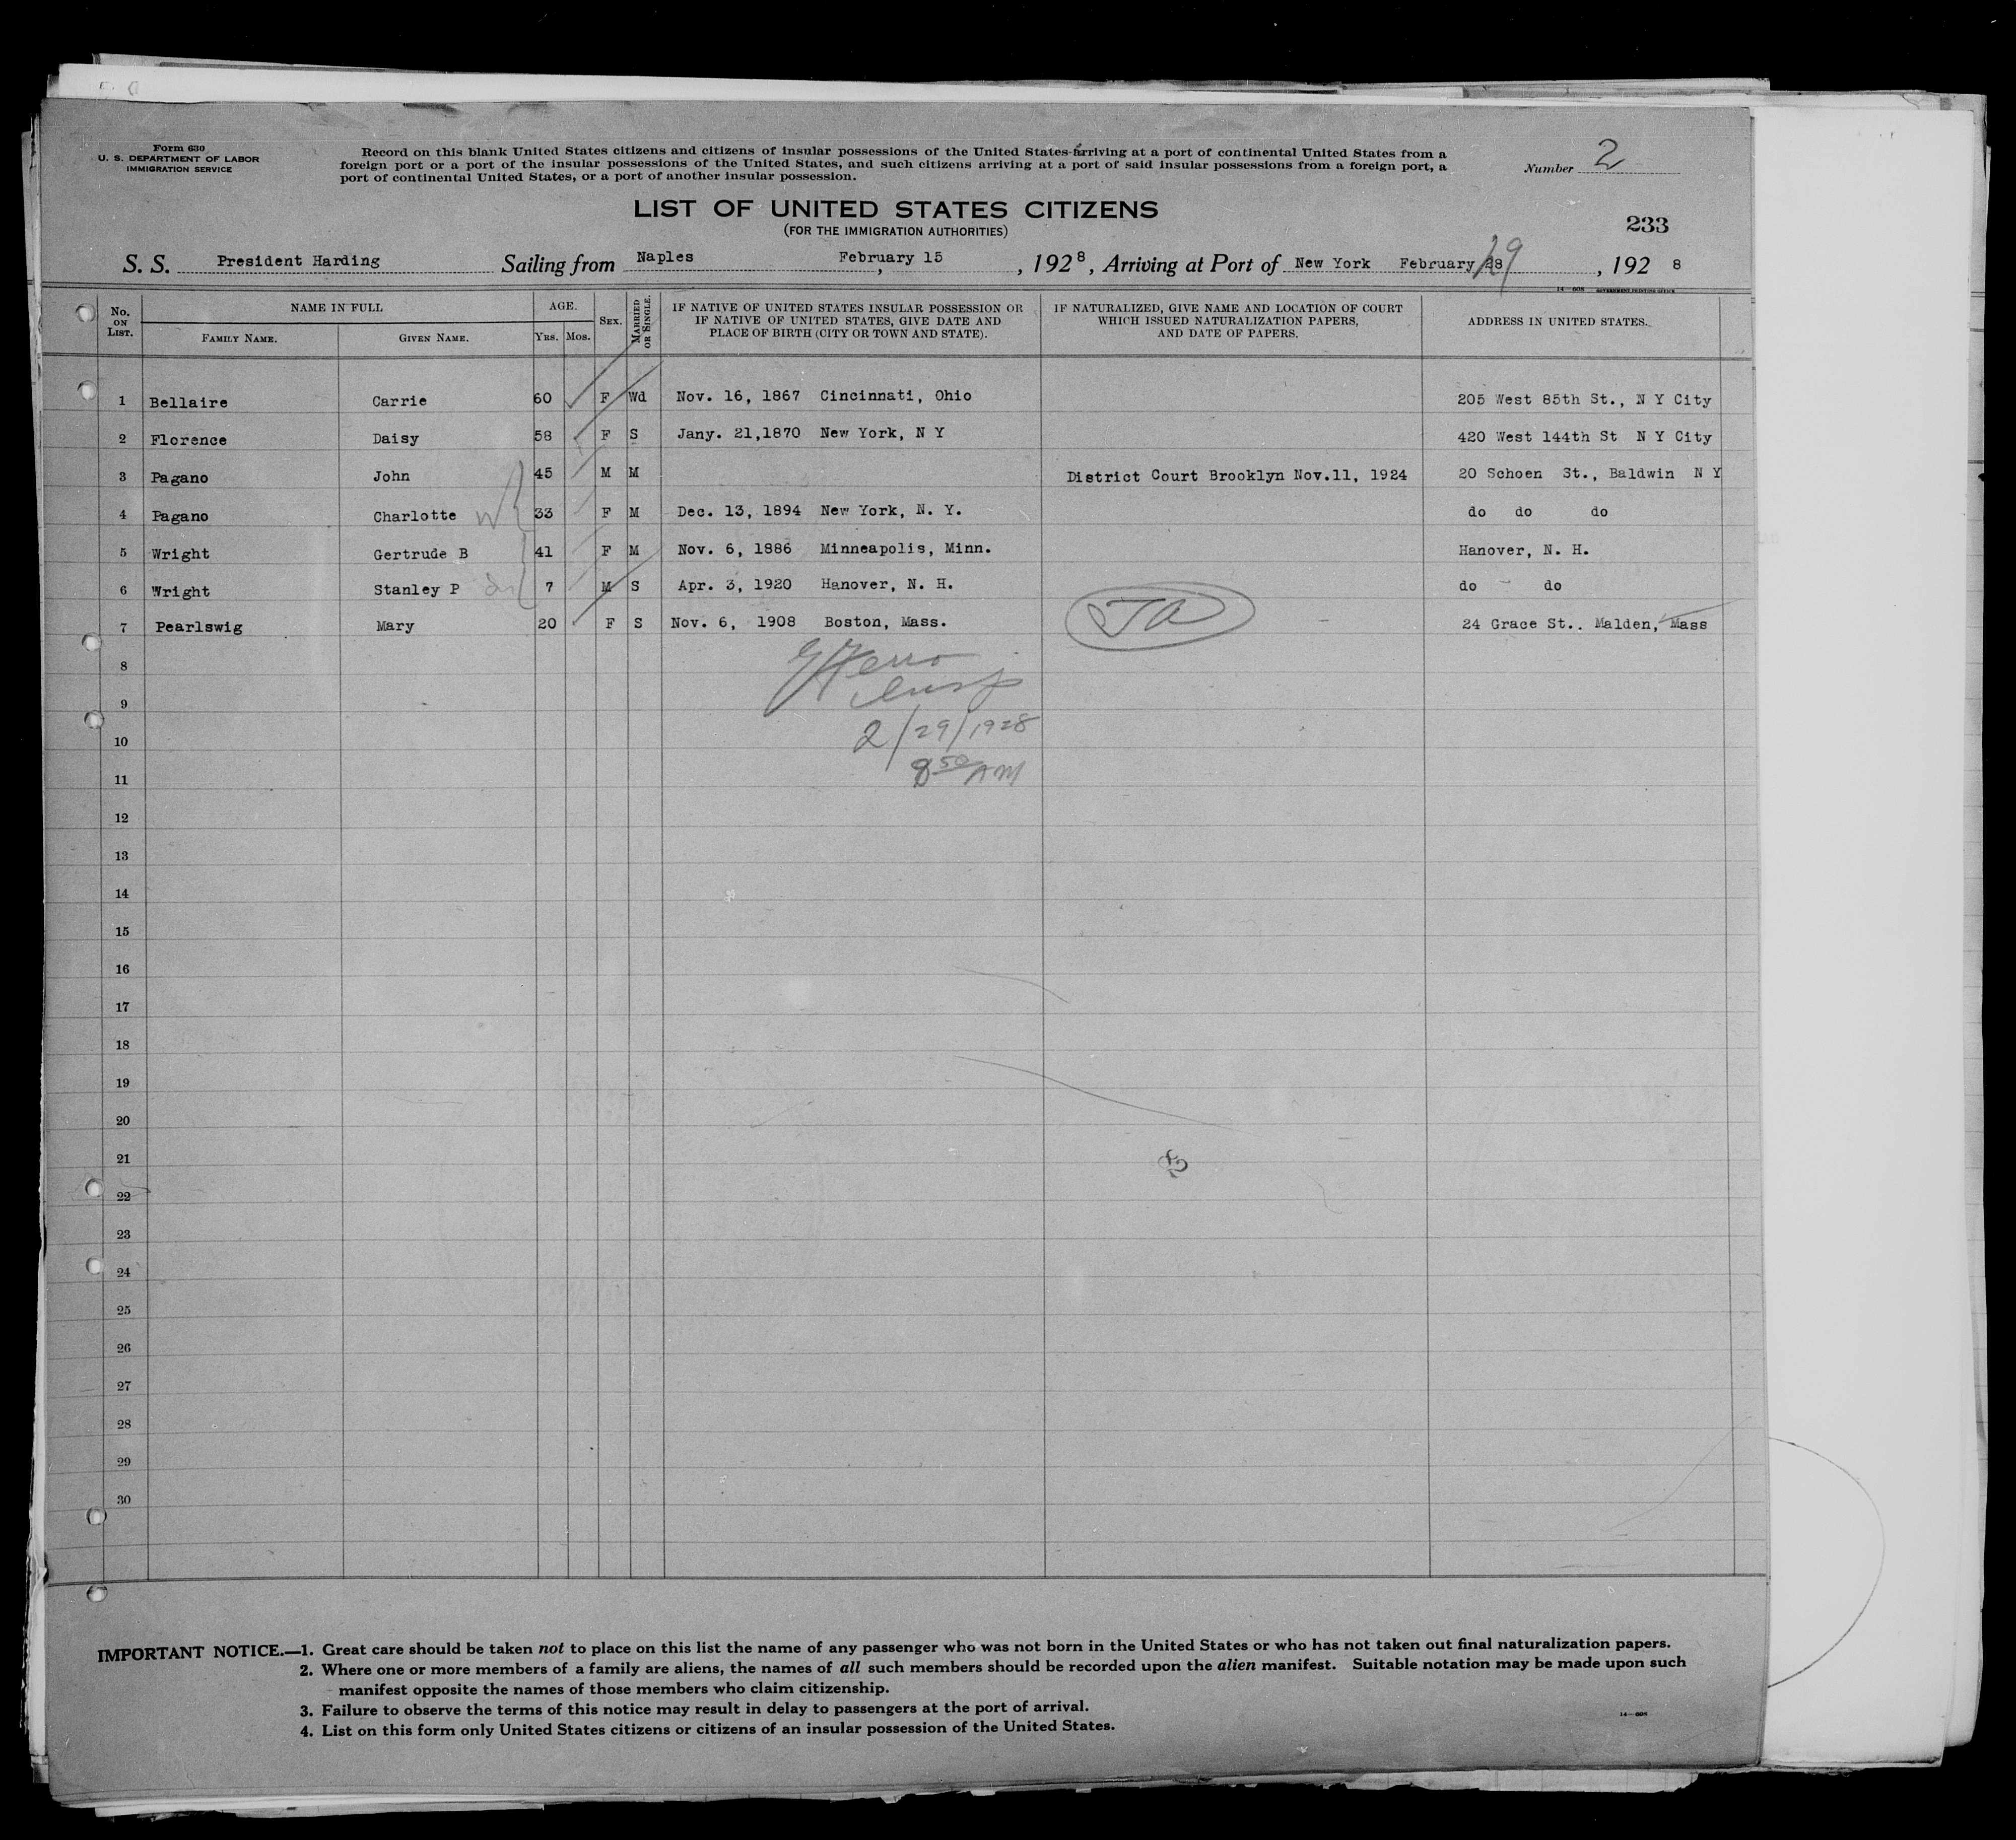 Form 630
U. S. DEPARTMENT OF LABOR
IMMIGRATION SERVICE
Record on this blank United States citizens and citizens of insular possessions of the United States arriving at a port of continental United States from a
foreign port or a port of the insular possessions of the United States, and such citizens arriving at a port of said insular possessions from a foreign port, a
port of continental United States, or a port of another insular possession.
Number 2
LIST OF UNITED STATES CITIZENS
(FOR THE IMMIGRATION AUTHORITIES)
233
S. S. President Harding Sailing from Naples February 15, 1928, Arriving at Port of New York February 28 29, 1928
14—608 GOVERNMENT PRINTING OFFICE
No. ON LIST. NAME IN FULL AGE. SEX. MARRIED OR SINGLE. IF NATIVE OF UNITED STATES INSULAR POSSESSION OR IF NATIVE OF UNITED STATES, GIVE DATE AND PLACE OF BIRTH (CITY OR TOWN AND STATE). IF NATURALIZED, GIVE NAME AND LOCATION OF COURT WHICH ISSUED NATURALIZATION PAPERS, AND DATE OF PAPERS. ADDRESS IN UNITED STATES.
FAMILY NAME. GIVEN NAME. YRS. MOS.
1 Bellaire Carrie 60 F Wd Nov. 16, 1867 Cincinnati, Ohio 205 West 85th St., N Y City
2 Florence Daisy 58 F S Jany. 21,1870 New York, N Y 420 West 144th St N Y City
3 Pagano John 45 M M District Court Brooklyn Nov.11, 1924 20 Schoen St., Baldwin N Y
4 Pagano Charlotte W 33 F M Dec. 13, 1894 New York, N. Y. do do do
5 Wright Gertrude B 41 F M Nov. 6, 1886 Minneapolis, Minn. Hanover, N. H.
6 Wright Stanley P 7 M S Apr. 3, 1920 Hanover, N. H. do do
7 Pearlswig Mary 20 F S Nov. 6, 1908 Boston, Mass. 24 Grace St.. Malden, Mass
8
Insp
9
2/29/1928
10
8 50 AM
11
12
13
14
15
16
17
18
19
20
21
22
23
24
25
26
27
28
29
30
IMPORTANT NOTICE.—1. Great care should be taken not to place on this list the name of any passenger who was not born in the United States or who has not taken out final naturalization papers.
2. Where one or more members of a family are aliens, the names of all such members should be recorded upon the alien manifest. Suitable notation may be made upon such
manifest opposite the names of those members who claim citizenship.
3. Failure to observe the terms of this notice may result in delay to passengers at the port of arrival.
4. List on this form only United States citizens or citizens of an insular possession of the United States.
14—608